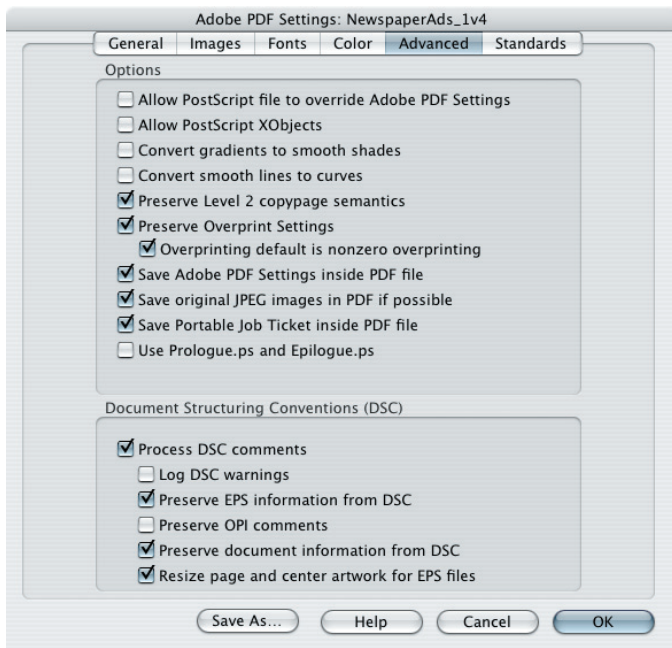 Adobe PDF Settings: NewspaperAds_1v4
General Images Fonts Color Advanced Standards
Options
Allow PostScript file to override Adobe PDF Settings
Allow PostScript XObjects
Convert gradients to smooth shades
Convert smooth lines to curves
Preserve Level 2 copypage semantics
Preserve Overprint Settings
Overprinting default is nonzero overprinting
Save Adobe PDF Settings inside PDF file
Save original JPEG images in PDF if possible
Save Portable Job Ticket inside PDF file
Use Prologue.ps and Epilogue.ps
Document Structuring Conventions (DSC)
Process DSC comments
Log DSC warnings
Preserve EPS information from DSC
Preserve OPI comments
Preserve document information from DSC
Resize page and center artwork for EPS files
Save As... Help Cancel OK